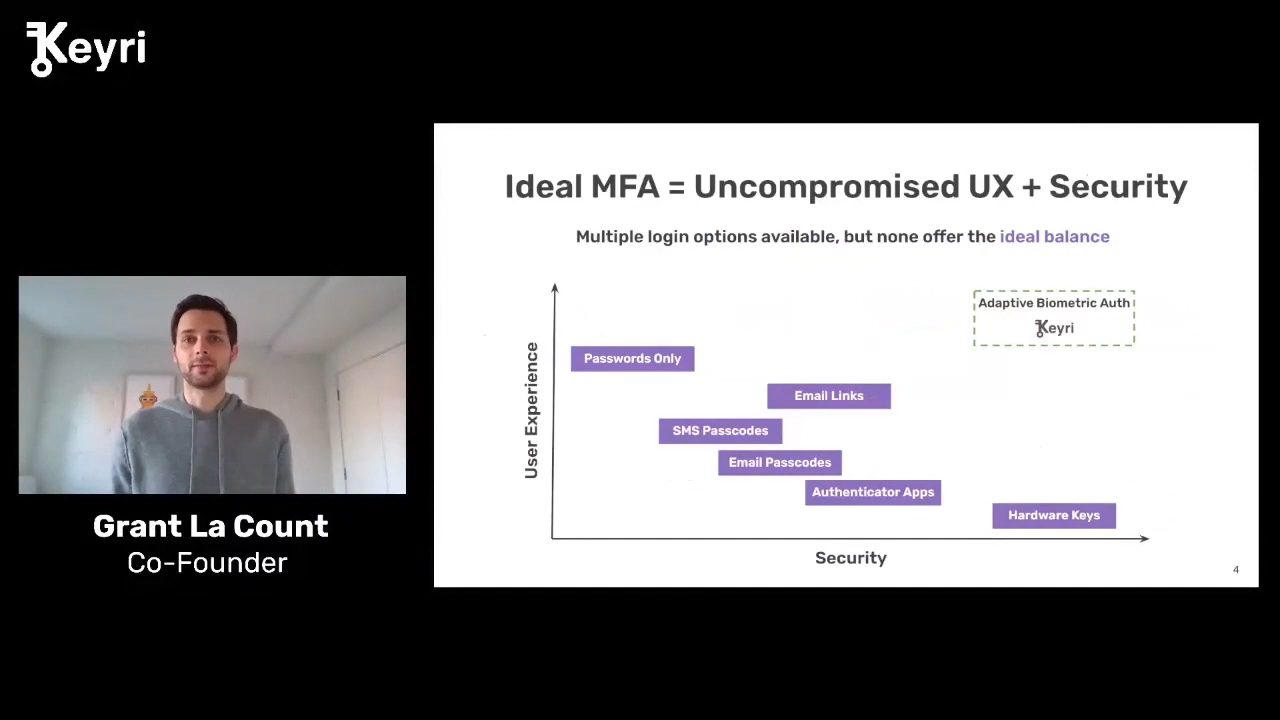 Keyri
Ideal MFA = Uncompromised UX + Security
Multiple login options available, but none offer the ideal balance
Adaptive Biometric Auth
Keyri
Passwords Only
Email Links
SMS Passcodes
Email Passcodes
Authenticator Apps
Hardware Keys
User Experience
Security
4
Grant La Count
Co-Founder